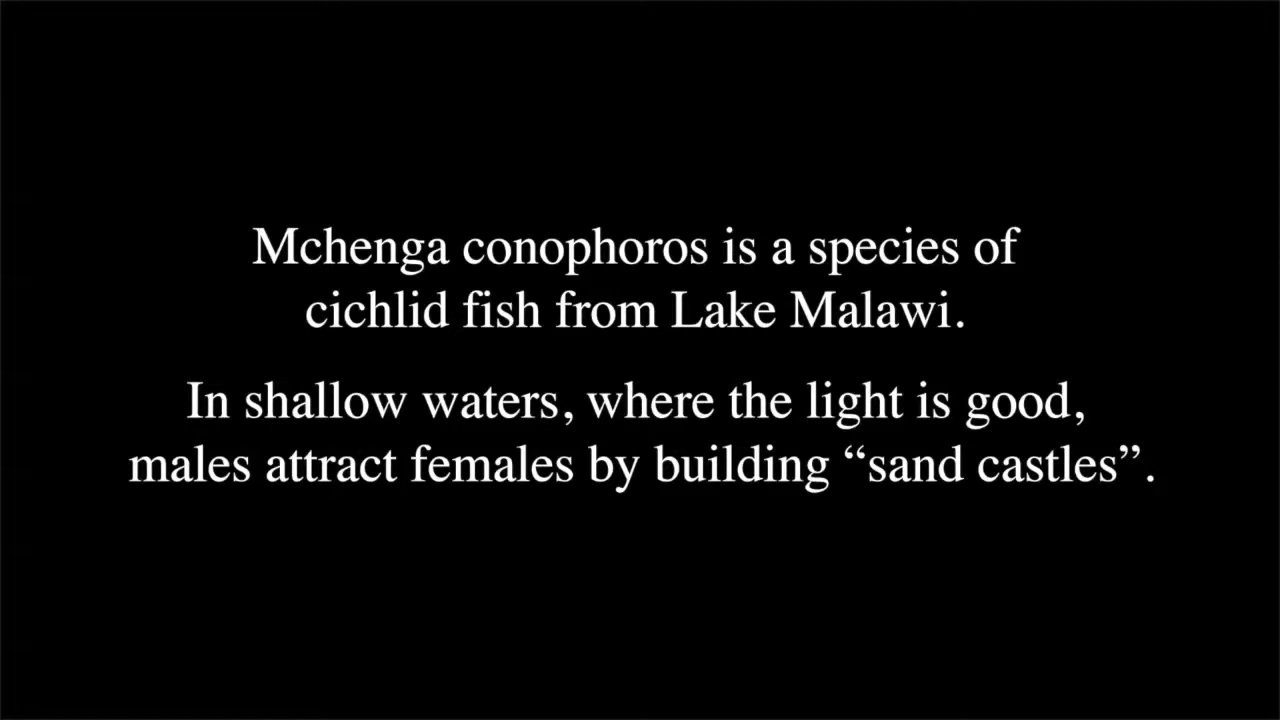 Mchenga conophoros is a species of
cichlid fish from Lake Malawi.
In shallow waters, where the light is good,
males attract females by building “sand castles”.